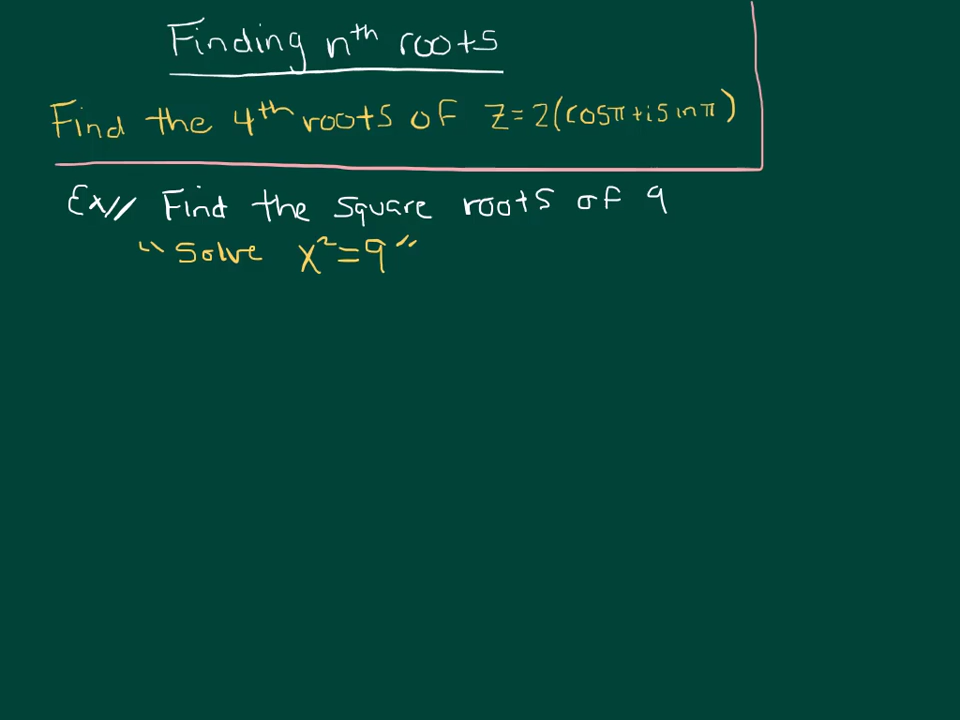 Finding nᵗʰ roots
Find the 4ᵗʰ roots of z=2(cosπ+isinπ)
Ex// Find the square roots of 9
"Solve x²=9"